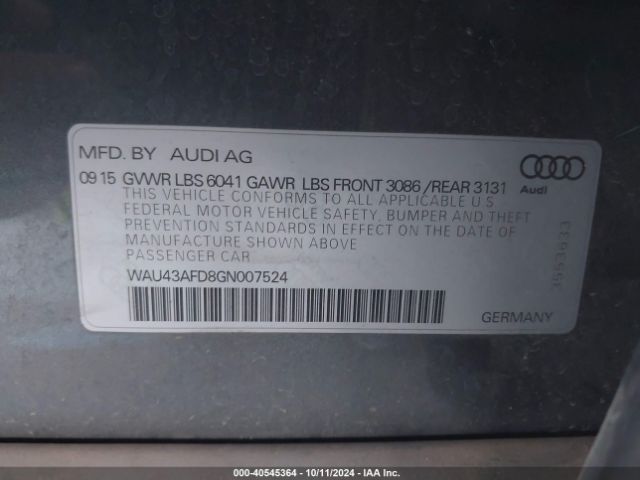 MFD. BY AUDI AG
09 15 GVWR LBS 6041 GAWR LBS FRONT 3086 /REAR 3131
THIS VEHICLE CONFORMS TO ALL APPLICABLE U S
FEDERAL MOTOR VEHICLE SAFETY, BUMPER AND THEFT
PREVENTION STANDARDS IN EFFECT ON THE DATE OF
MANUFACTURE SHOWN ABOVE
PASSENGER CAR
WAU43AFD8GN007524
Audi
3553633
GERMANY
000-40545364 - 10/11/2024 - IAA Inc.